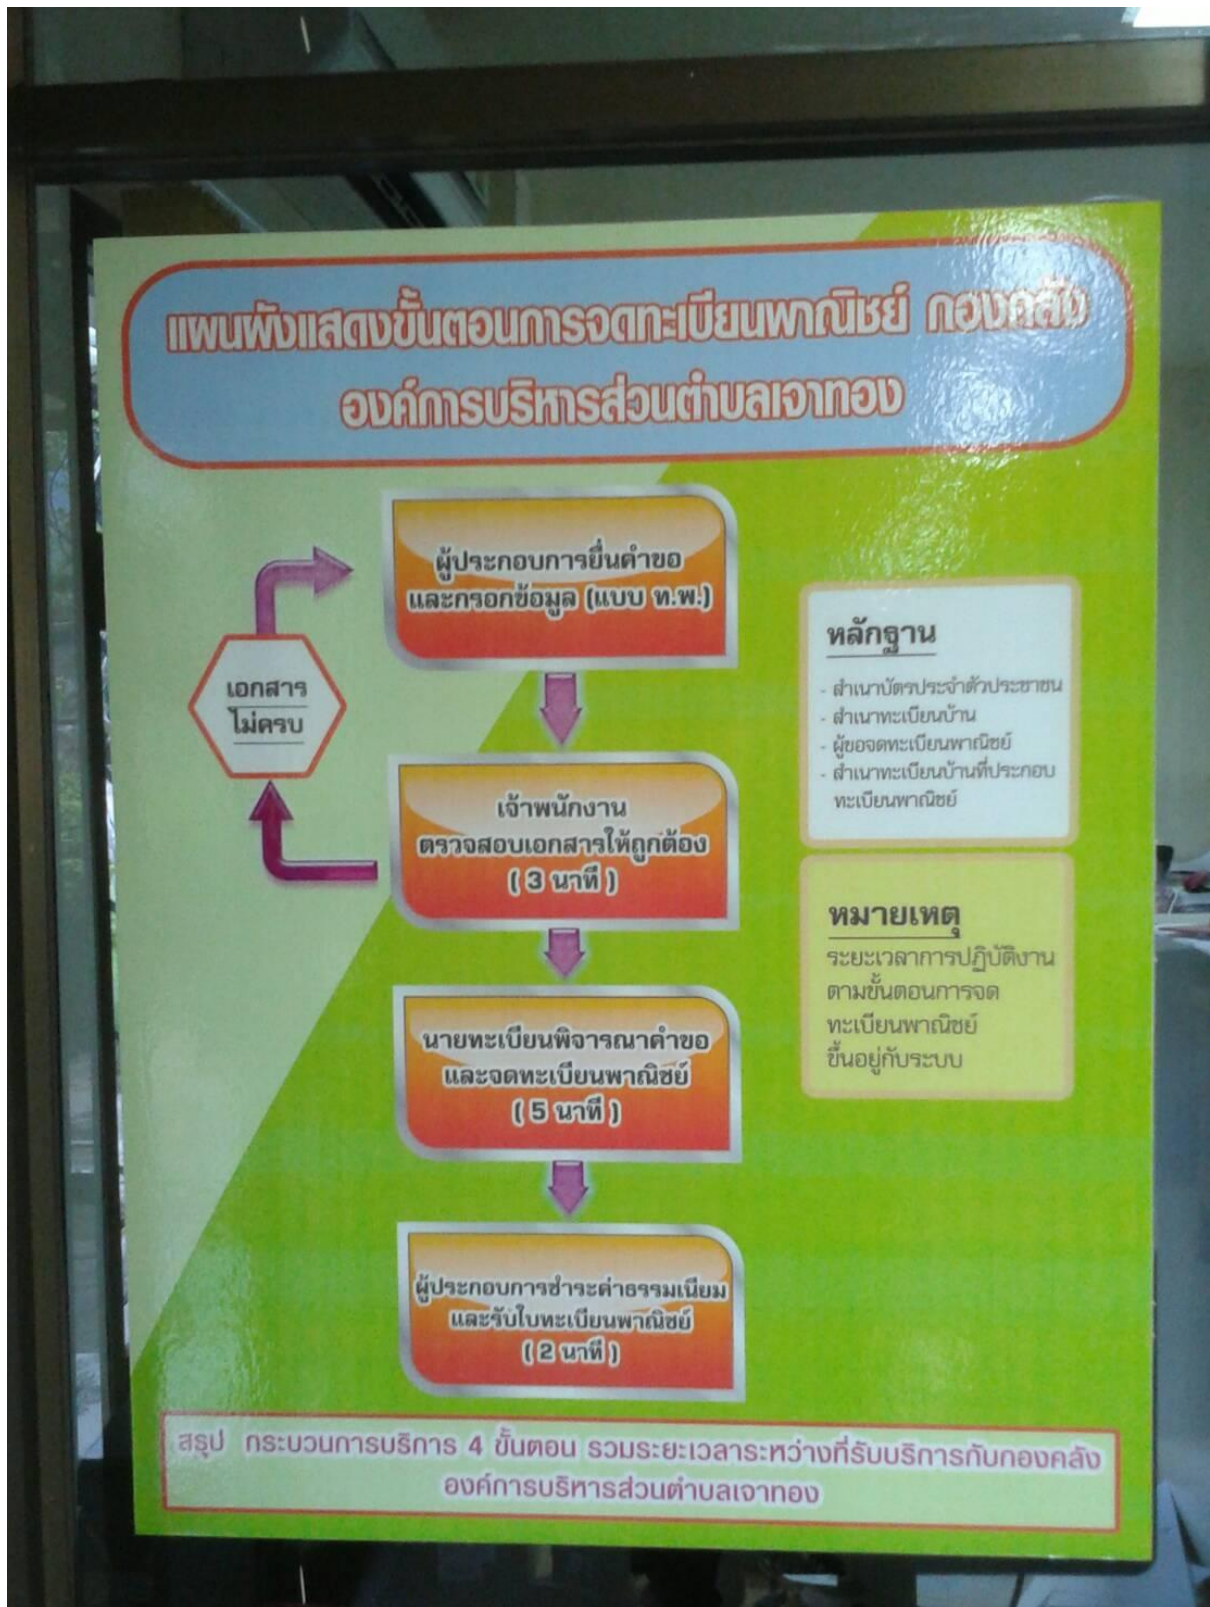 แผนผังแสดงขั้นตอนการจดทะเบียนพาณิชย์ กองคลัง
องค์การบริหารส่วนตำบลเจาทอง
ผู้ประกอบการยื่นคำขอ
และกรอกข้อมูล (แบบ ท.พ.)
เอกสาร
ไม่ครบ
เจ้าพนักงาน
ตรวจสอบเอกสารให้ถูกต้อง
( 3 นาที )
นายทะเบียนพิจารณาคำขอ
และจดทะเบียนพาณิชย์
( 5 นาที )
ผู้ประกอบการชำระค่าธรรมเนียม
และรับใบทะเบียนพาณิชย์
( 2 นาที )
หลักฐาน
- สำเนาบัตรประจำตัวประชาชน
- สำเนาทะเบียนบ้าน
- ผู้ขอจดทะเบียนพาณิชย์
- สำเนาทะเบียนบ้านที่ประกอบ
ทะเบียนพาณิชย์
หมายเหตุ
ระยะเวลาการปฏิบัติงาน
ตามขั้นตอนการจด
ทะเบียนพาณิชย์
ขึ้นอยู่กับระบบ
สรุป กระบวนการบริการ 4 ขั้นตอน รวมระยะเวลาระหว่างที่รับบริการกับกองคลัง
องค์การบริหารส่วนตำบลเจาทอง